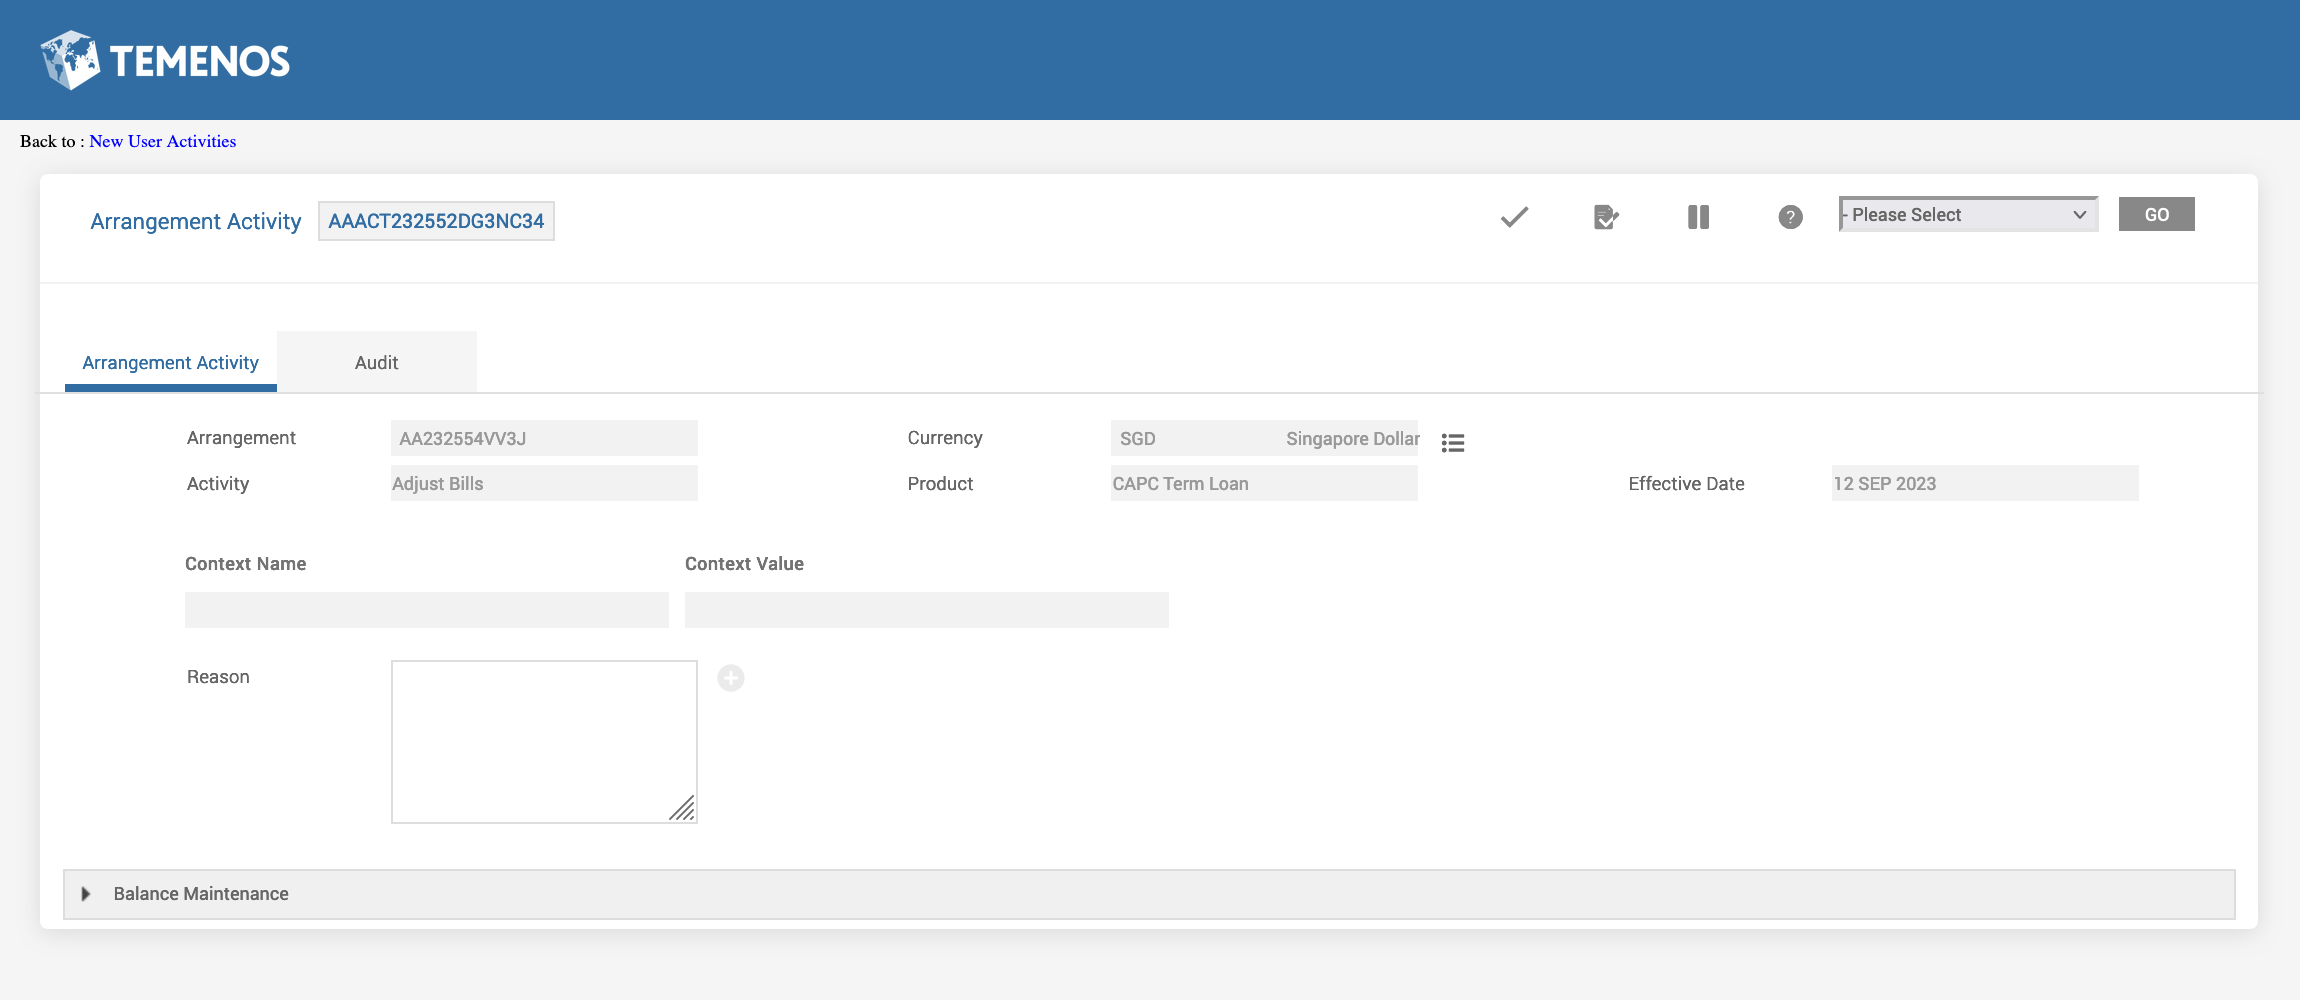 TEMENOS
Back to : New User Activities
Arrangement Activity AAACT232552DG3NC34 ? - Please Select GO
Arrangement Activity Audit
Arrangement AA232554VV3J Currency SGD Singapore Dollar
Activity Adjust Bills Product CAPC Term Loan Effective Date 12 SEP 2023
Context Name Context Value
Reason
Balance Maintenance